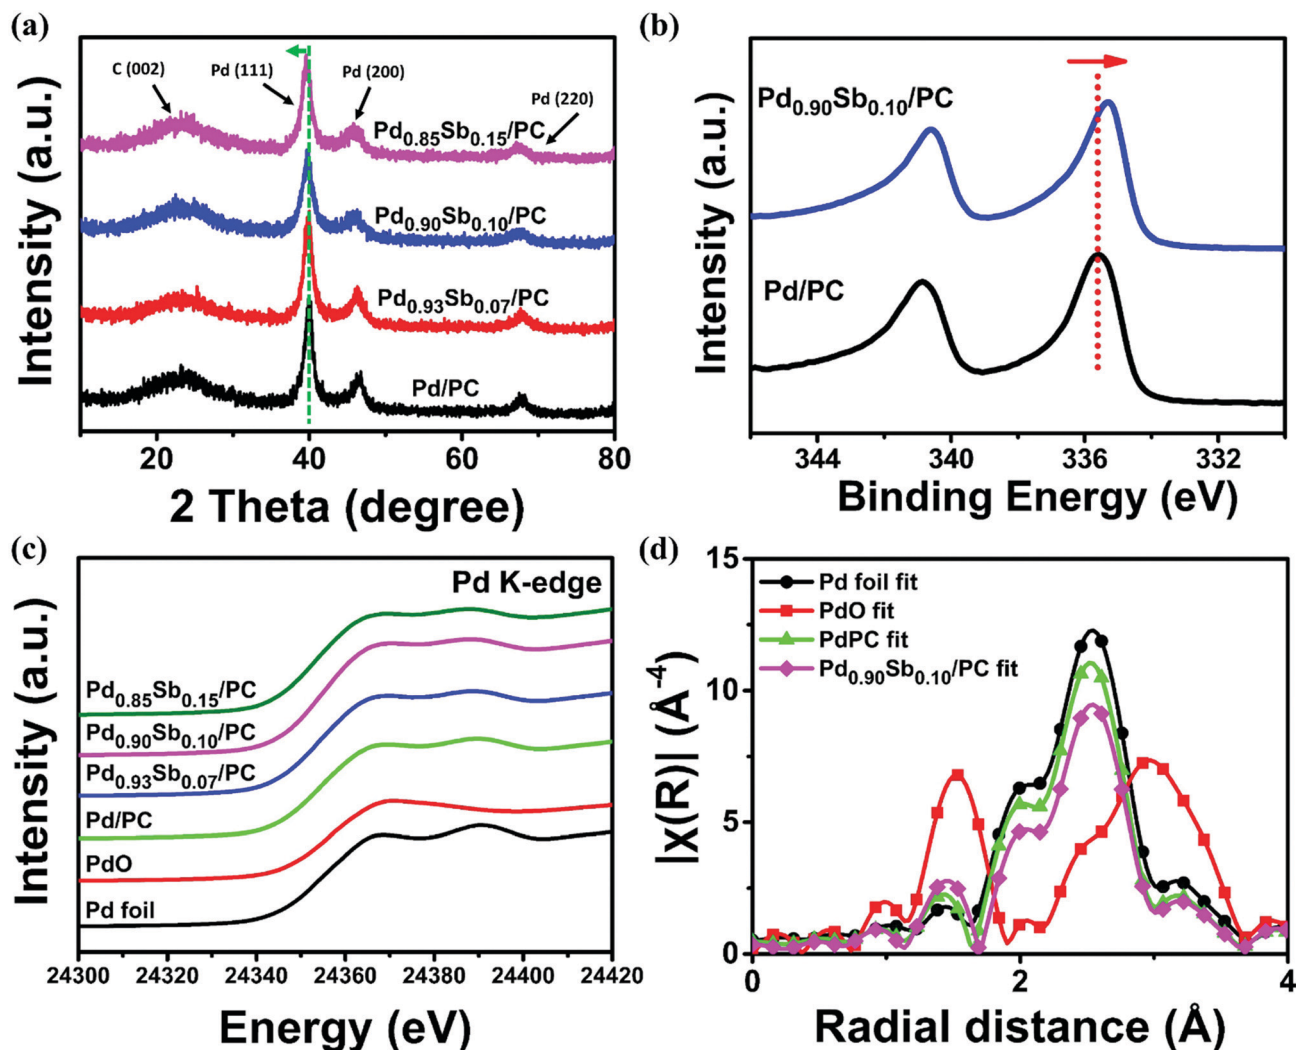 (a)
C (002)
Pd (111)
Pd (200)
Pd (220)
Pd0.85Sb0.15/PC
Pd0.90Sb0.10/PC
Pd0.93Sb0.07/PC
Pd/PC
Intensity (a.u.)
20 40 60 80
2 Theta (degree)
(b)
Pd0.90Sb0.10/PC
Pd/PC
Intensity (a.u.)
344 340 336 332
Binding Energy (eV)
(c)
Pd K-edge
Pd0.85Sb0.15/PC
Pd0.90Sb0.10/PC
Pd0.93Sb0.07/PC
Pd/PC
PdO
Pd foil
Intensity (a.u.)
24300 24320 24340 24360 24380 24400 24420
Energy (eV)
(d)
15
10
5
0
Pd foil fit
PdO fit
PdPC fit
Pd0.90Sb0.10/PC fit
|X(R)| (Å-4)
0 2 4
Radial distance (Å)